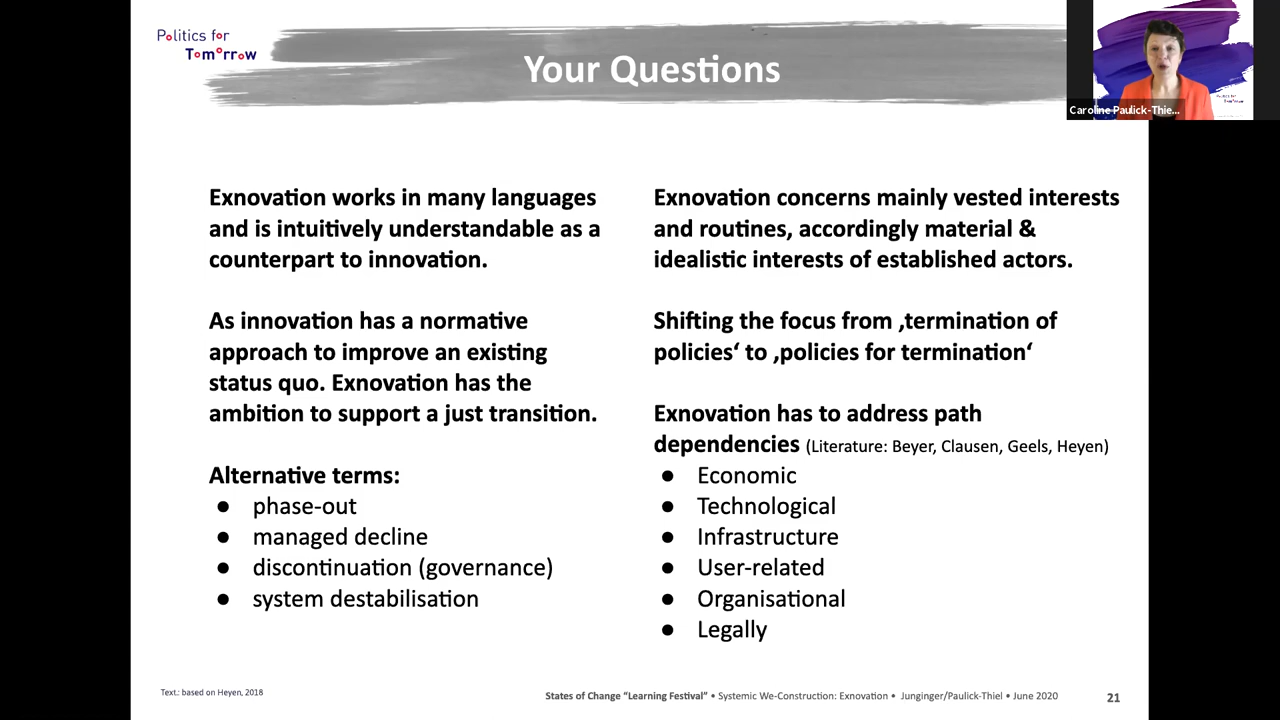 Politics for
Tomorrow
Your Questions
Caroline Paulick-Thie...
Exnovation works in many languages
and is intuitively understandable as a
counterpart to innovation.
As innovation has a normative
approach to improve an existing
status quo. Exnovation has the
ambition to support a just transition.
Alternative terms:
● phase-out
● managed decline
● discontinuation (governance)
● system destabilisation
Exnovation concerns mainly vested interests
and routines, accordingly material &
idealistic interests of established actors.
Shifting the focus from ‚termination of
policies‘ to ‚policies for termination‘
Exnovation has to address path
dependencies (Literature: Beyer, Clausen, Geels, Heyen)
● Economic
● Technological
● Infrastructure
● User-related
● Organisational
● Legally
Text.: based on Heyen, 2018
States of Change “Learning Festival” • Systemic We-Construction: Exnovation • Junginger/Paulick-Thiel • June 2020
21